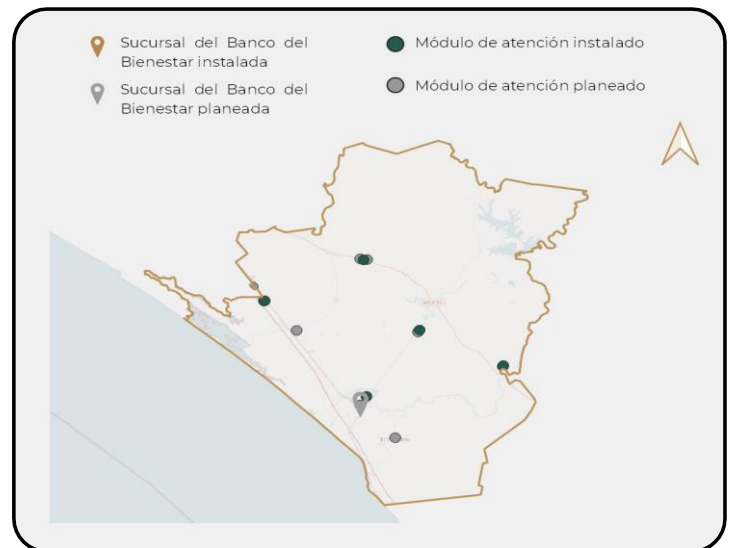 Sucursal del Banco del
Bienestar instalada
Módulo de atención instalado
Sucursal del Banco del
Bienestar planeada
Módulo de atención planeado